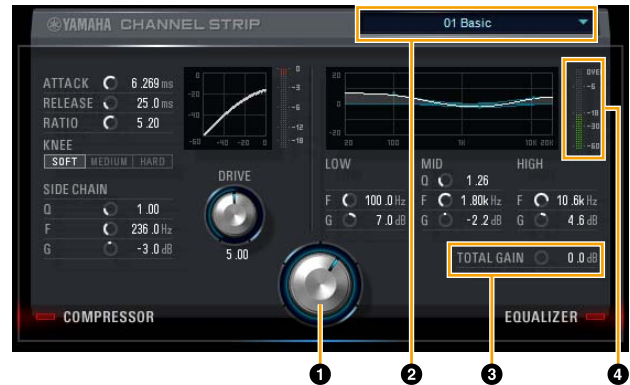 YAMAHA CHANNEL STRIP
01 Basic
ATTACK 6.269 ms
RELEASE 25.0 ms
RATIO 5.20
KNEE
SOFT MEDIUM HARD
SIDE CHAIN
Q 1.00
F 236.0 Hz
G -3.0 dB
0
-20
-40
-60 -40 -20 0
0
-3
-6
-12
-18
DRIVE
5.00
20
0
-20
20 100 1K 10K 20K
OVER
-6
-18
-30
-60
LOW MID HIGH
Q 1.26
F 100.0 Hz F 1.80k Hz F 10.6k Hz
G 7.0 dB G -2.2 dB G 4.6 dB
TOTAL GAIN 0.0 dB
COMPRESSOR
EQUALIZER
1 2 3 4